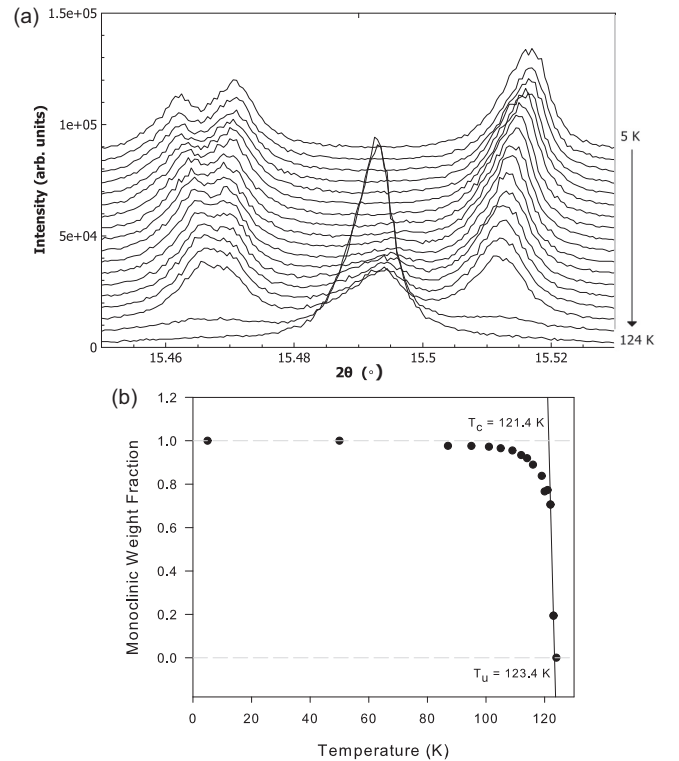 (a)
1.5e+05
1e+05
5e+04
0
Intensity (arb. units)
5 K
124 K
15.46 15.48 15.5 15.52
2θ (∘)
(b)
1.2
1.0
0.8
0.6
0.4
0.2
0.0
Monoclinic Weight Fraction
Tc = 121.4 K
Tu = 123.4 K
0 20 40 60 80 100 120
Temperature (K)